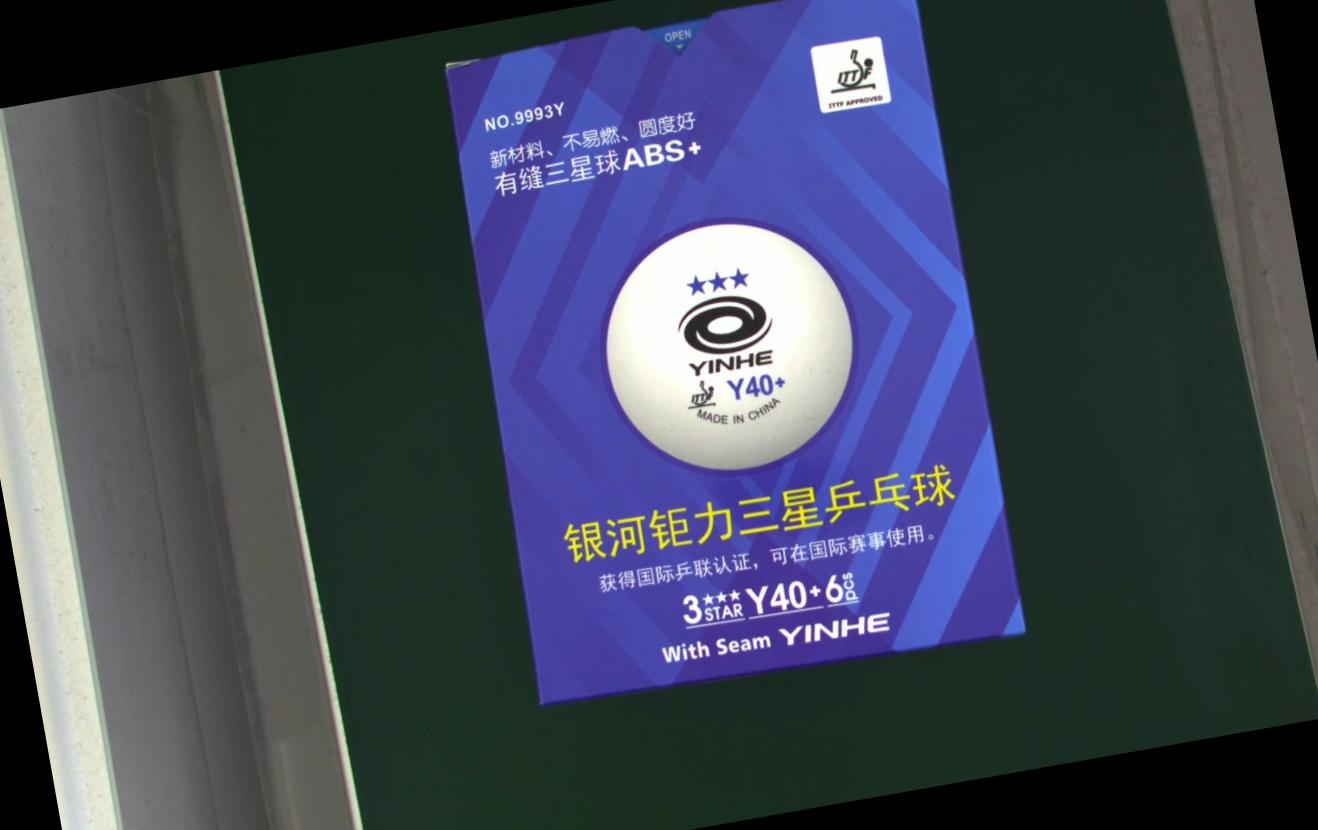 OPEN
ITTF
ITTF APPROVED
NO.9993Y
新材料、不易燃、圆度好
有缝三星球ABS+
YINHE
ITTF Y40+
MADE IN CHINA
银河钜力三星乒乓球
获得国际乒联认证，可在国际赛事使用。
3★★★STAR Y40+6pcs
With Seam YINHE